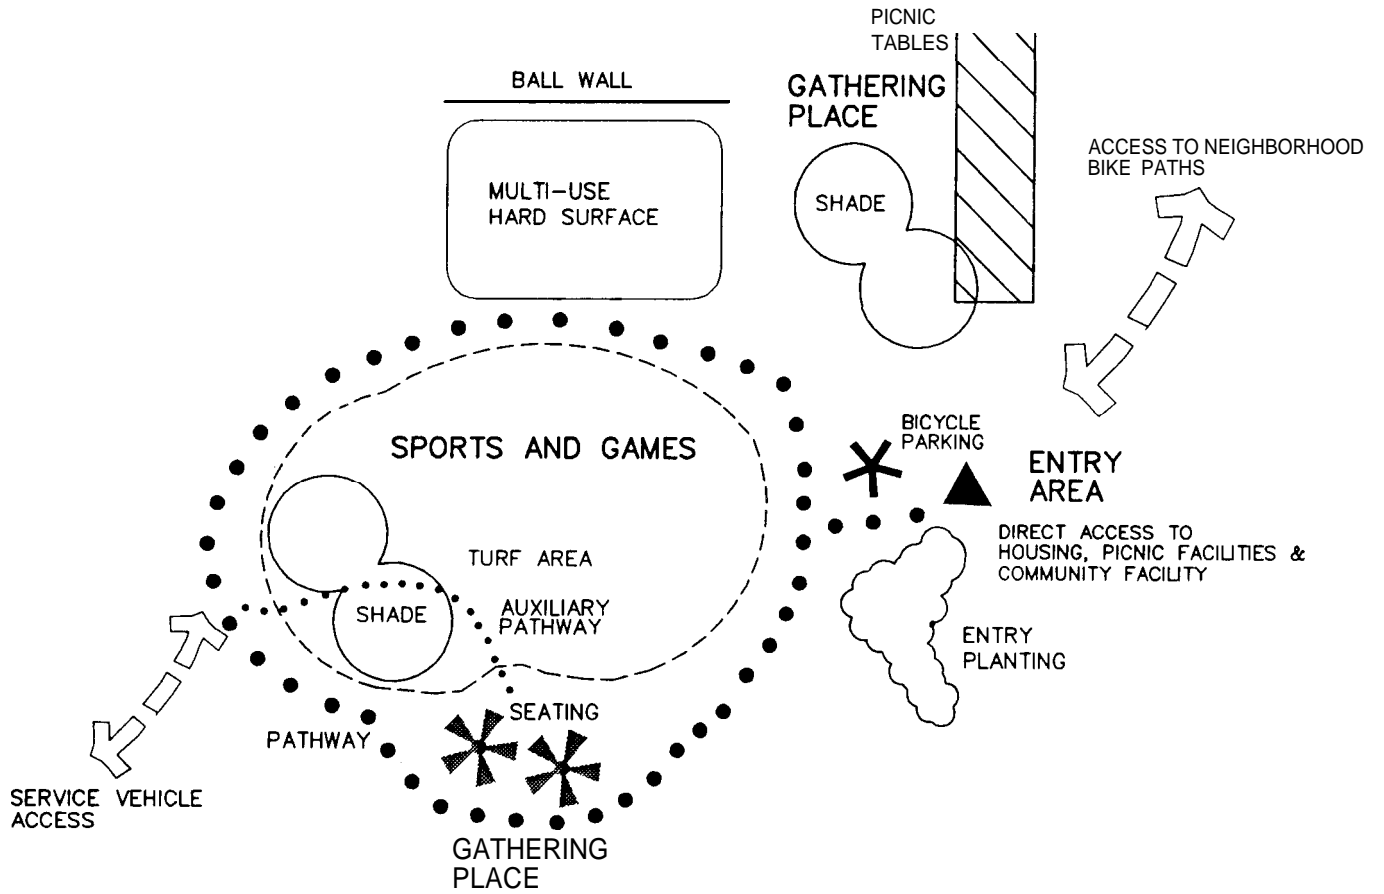 PICNIC
TABLES
BALL WALL
GATHERING
PLACE
ACCESS TO NEIGHBORHOOD
BIKE PATHS
MULTI-USE
HARD SURFACE
SHADE
SPORTS AND GAMES
BICYCLE
PARKING
ENTRY
AREA
DIRECT ACCESS TO
HOUSING, PICNIC FACILITIES &
COMMUNITY FACILITY
TURF AREA
SHADE
AUXILIARY
PATHWAY
ENTRY
PLANTING
SEATING
PATHWAY
SERVICE VEHICLE
ACCESS
GATHERING
PLACE